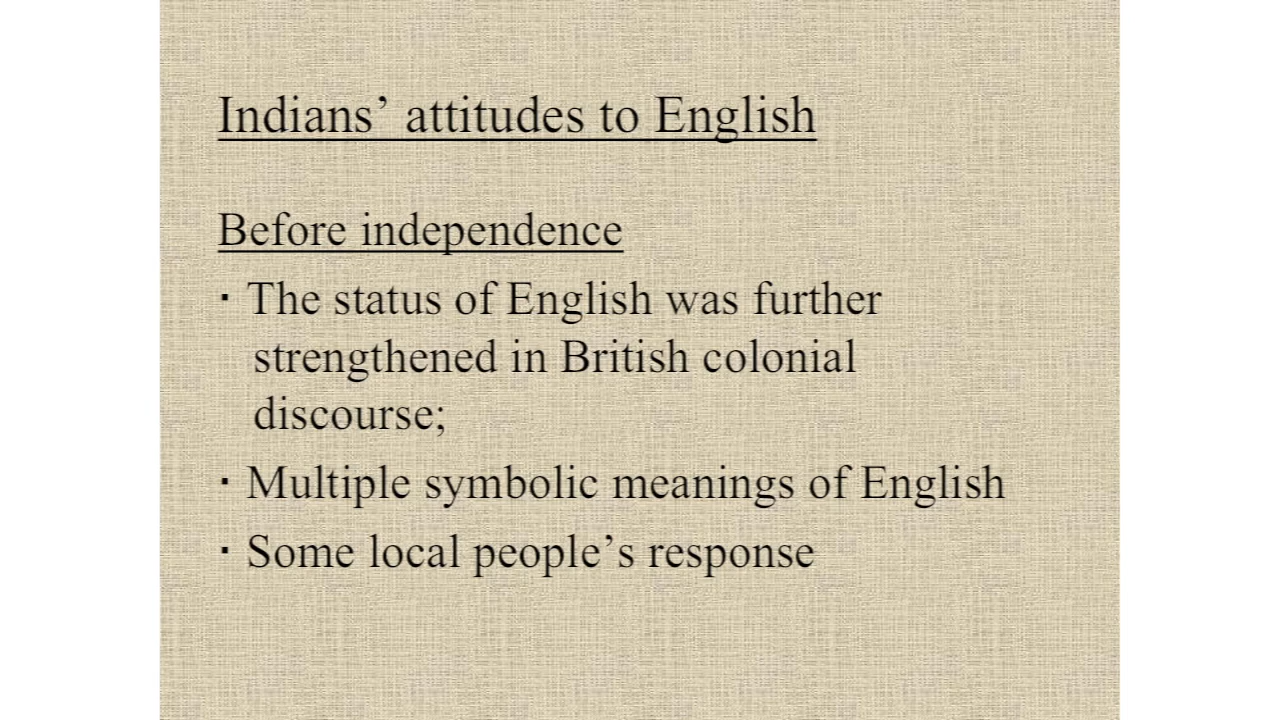 Indians’ attitudes to English
Before independence
· The status of English was further
strengthened in British colonial
discourse;
· Multiple symbolic meanings of English
· Some local people’s response